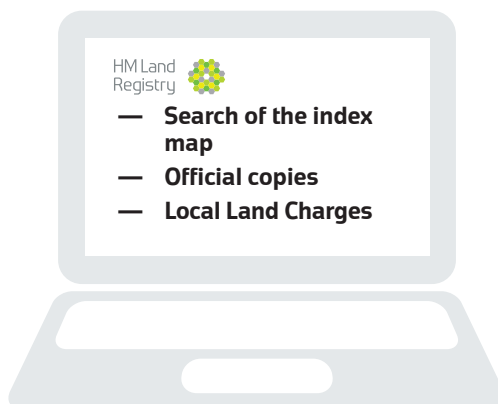 HM Land
Registry
— Search of the index
map
— Official copies
— Local Land Charges